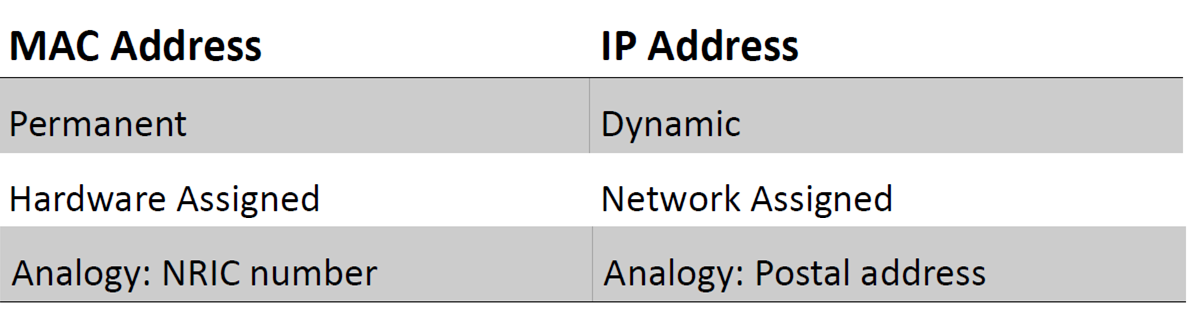 MAC Address IP Address
Permanent Dynamic
Hardware Assigned Network Assigned
Analogy: NRIC number Analogy: Postal address